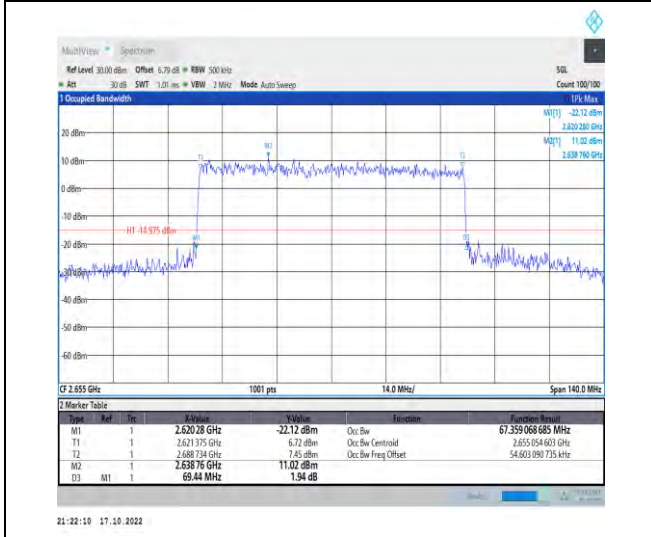 MultiView Spectrum
Ref Level 30.00 dBm Offset 6.79 dB RBW 500 kHz SGL
Att 30 dB SWT 1.01 ms VBW 2 MHz Mode Auto Sweep Count 100/100
1 Occupied Bandwidth 1Pk Max
M1[1] -22.12 dBm
2.620 280 GHz
M2[1] 11.02 dBm
2.638 760 GHz
20 dBm
M2
T1
10 dBm
0 dBm
-10 dBm
H1 -14.975 dBm
-20 dBm
M1
D3
-30 dBm
-40 dBm
-50 dBm
-60 dBm
CF 2.655 GHz 1001 pts 14.0 MHz/ Span 140.0 MHz
2 Marker Table
Type Ref Trc X-Value Y-Value Function Function Result
M1 1 2.620 28 GHz -22.12 dBm Occ Bw 67.359 068 685 MHz
T1 1 2.621 375 GHz 6.72 dBm Occ Bw Centroid 2.655 054 603 GHz
T2 1 2.688 734 GHz 7.45 dBm Occ Bw Freq Offset 54.603 090 735 kHz
M2 1 2.638 76 GHz 11.02 dBm
D3 M1 1 69.44 MHz 1.94 dB
21:22:10 17.10.2022